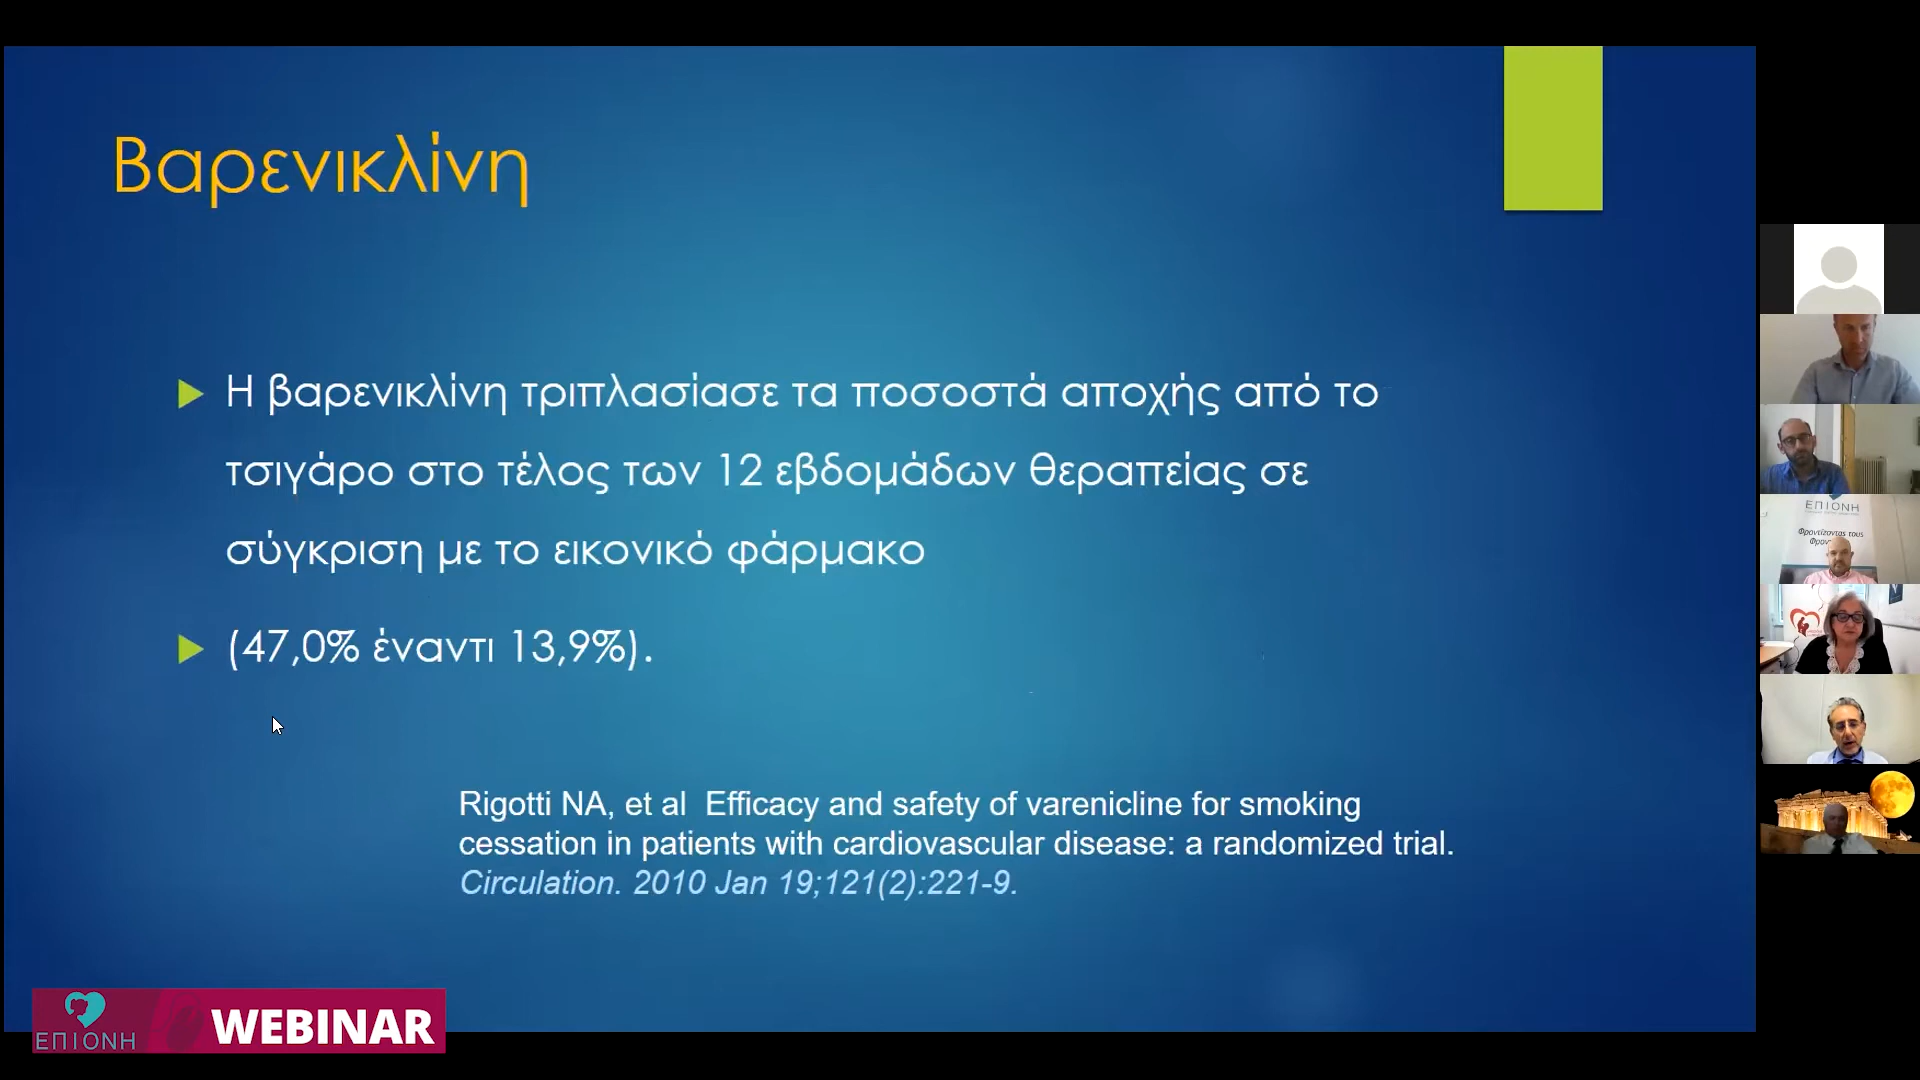 Βαρενικλίνη
Η βαρενικλίνη τριπλασίασε τα ποσοστά αποχής από το
τσιγάρο στο τέλος των 12 εβδομάδων θεραπείας σε
σύγκριση με το εικονικό φάρμακο
(47,0% έναντι 13,9%).
Rigotti NA, et al Efficacy and safety of varenicline for smoking
cessation in patients with cardiovascular disease: a randomized trial.
Circulation. 2010 Jan 19;121(2):221-9.
ΕΠΙΟΝΗ
WEBINAR
ΕΠΙΟΝΗ
Φροντίζοντας τους